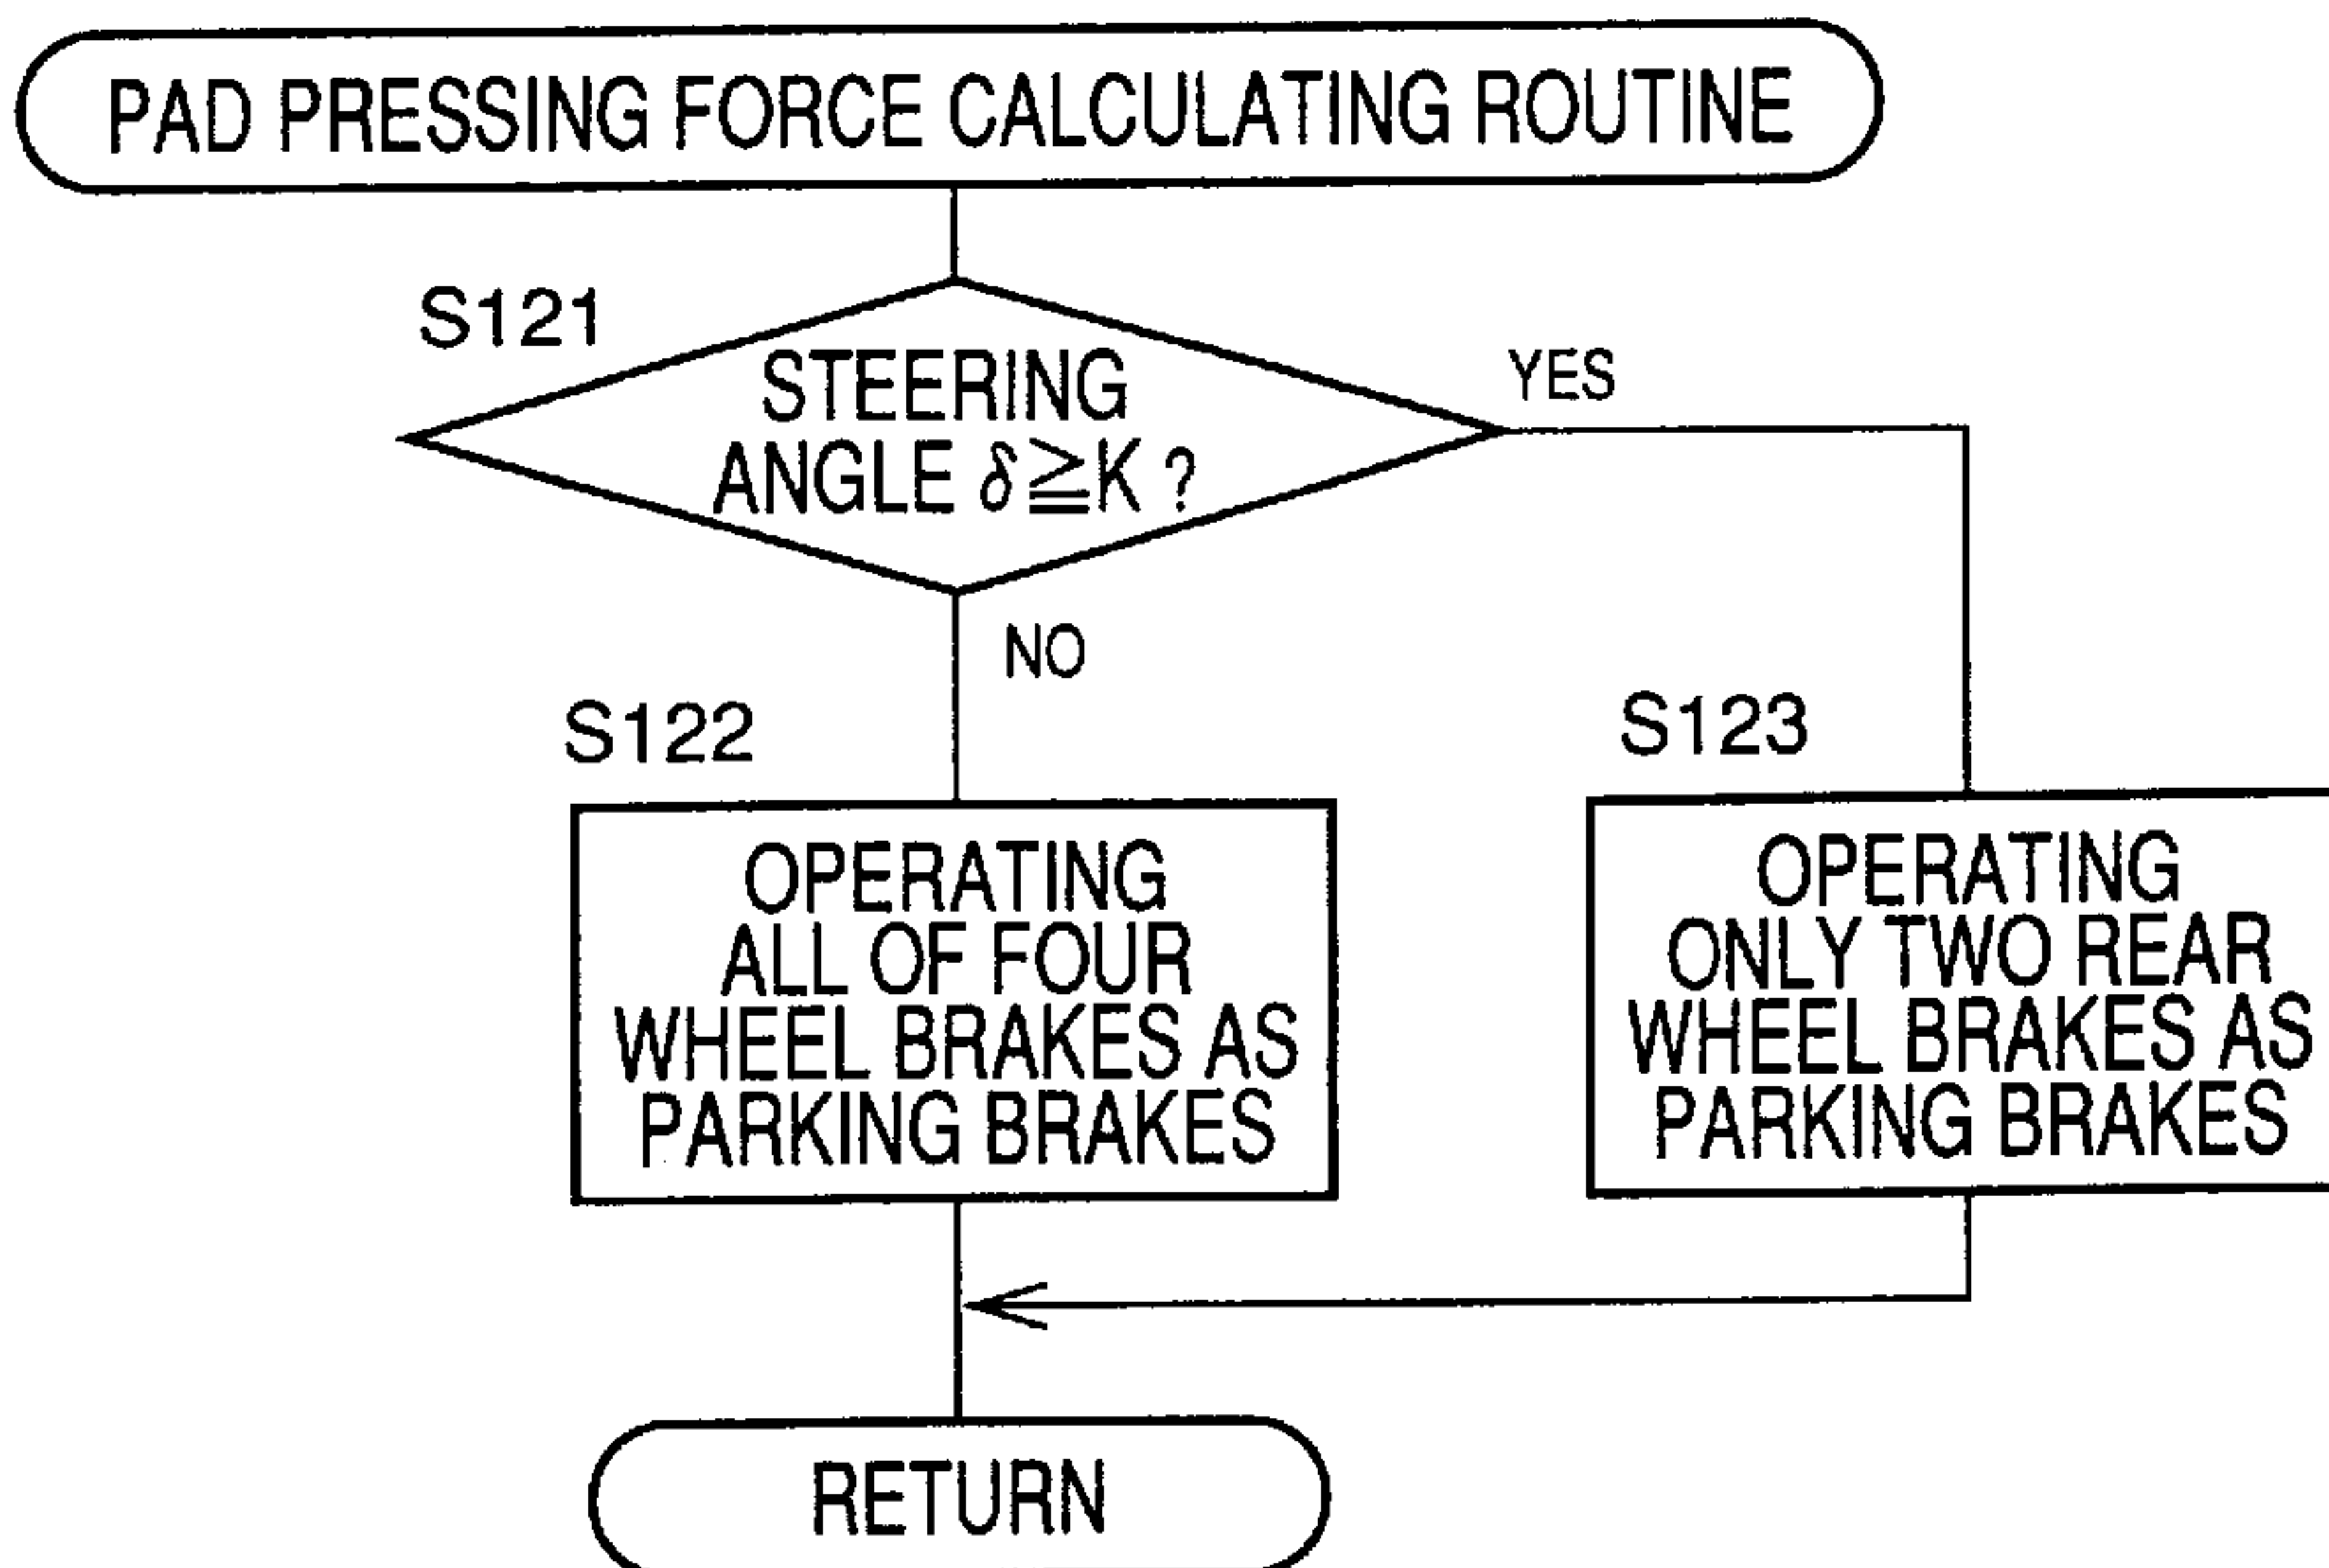 PAD PRESSING FORCE CALCULATING ROUTINE
S121
STEERING
ANGLE δ≧K ?
YES
NO
S122
OPERATING
ALL OF FOUR
WHEEL BRAKES AS
PARKING BRAKES
S123
OPERATING
ONLY TWO REAR
WHEEL BRAKES AS
PARKING BRAKES
RETURN